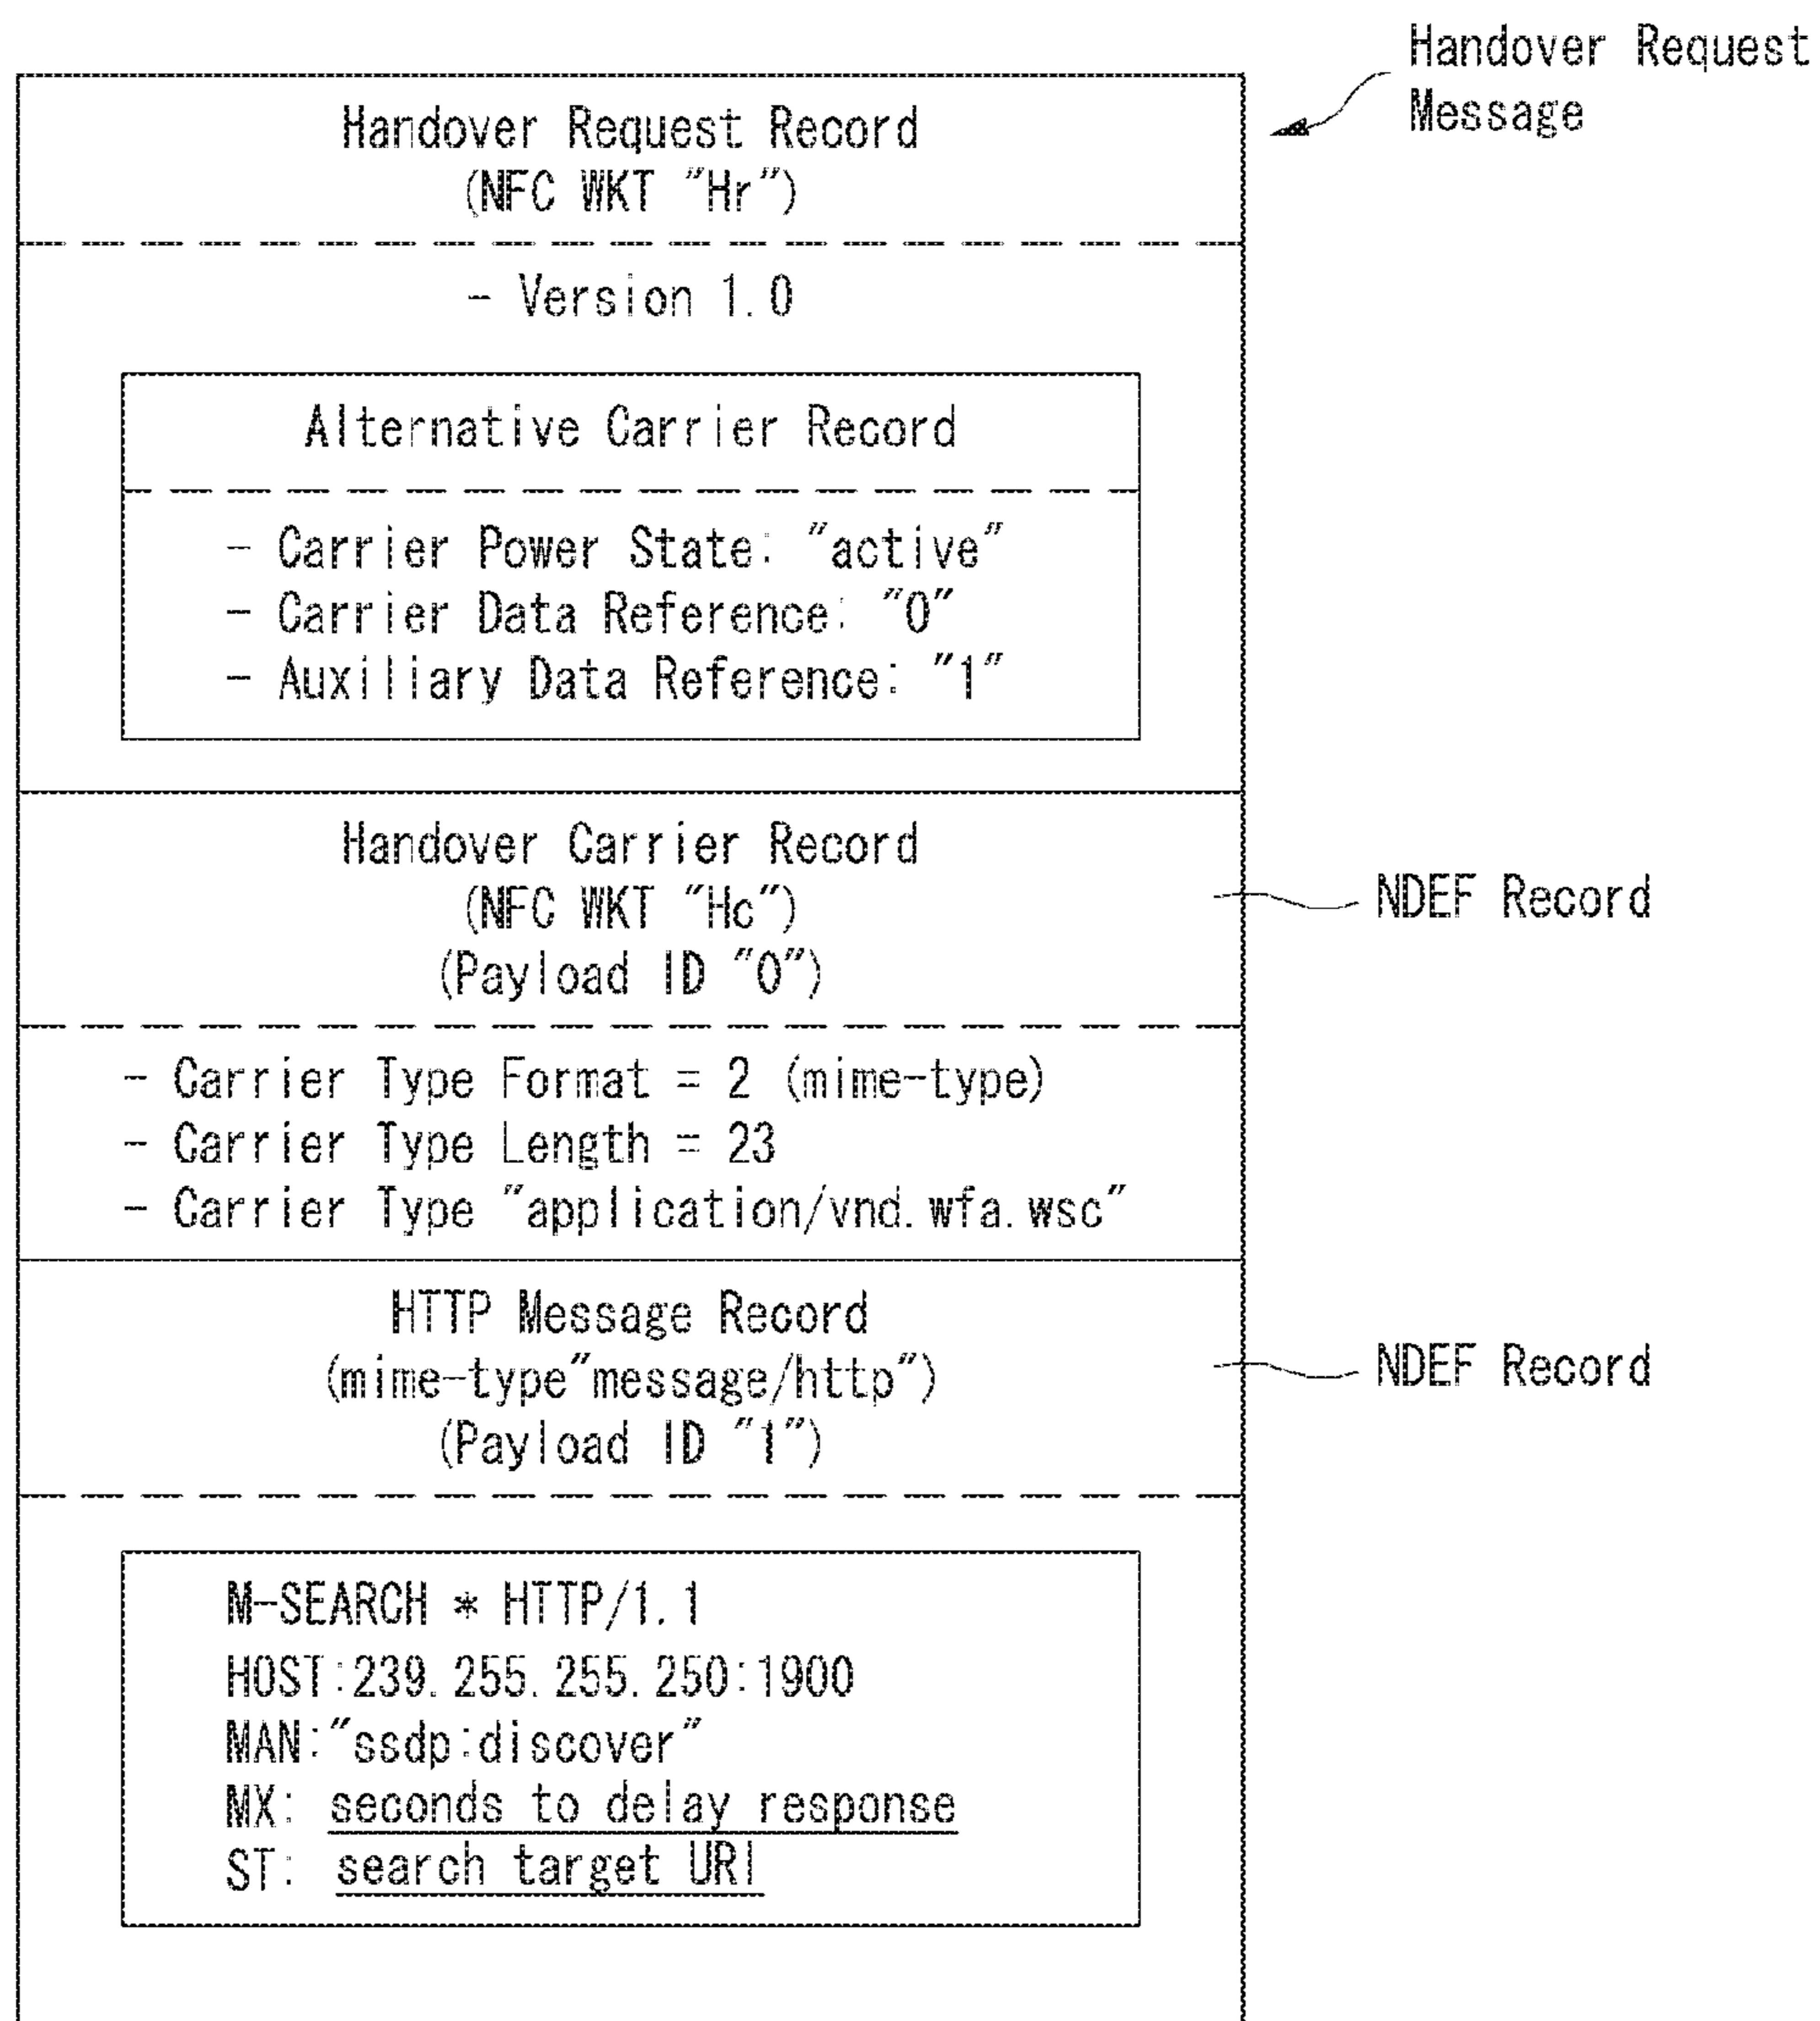 Handover Request
Message
Handover Request Record
(NFC WKT "Hr")
- Version 1.0
Alternative Carrier Record
- Carrier Power State: "active"
- Carrier Data Reference: "0"
- Auxiliary Data Reference: "1"
Handover Carrier Record
(NFC WKT "Hc")
(Payload ID "0")
NDEF Record
- Carrier Type Format = 2 (mime-type)
- Carrier Type Length = 23
- Carrier Type "application/vnd.wfa.wsc"
HTTP Message Record
(mime-type"message/http")
(Payload ID "1")
NDEF Record
M-SEARCH * HTTP/1.1
HOST:239.255.255.250:1900
MAN:"ssdp:discover"
MX: seconds to delay response
ST: search target URI